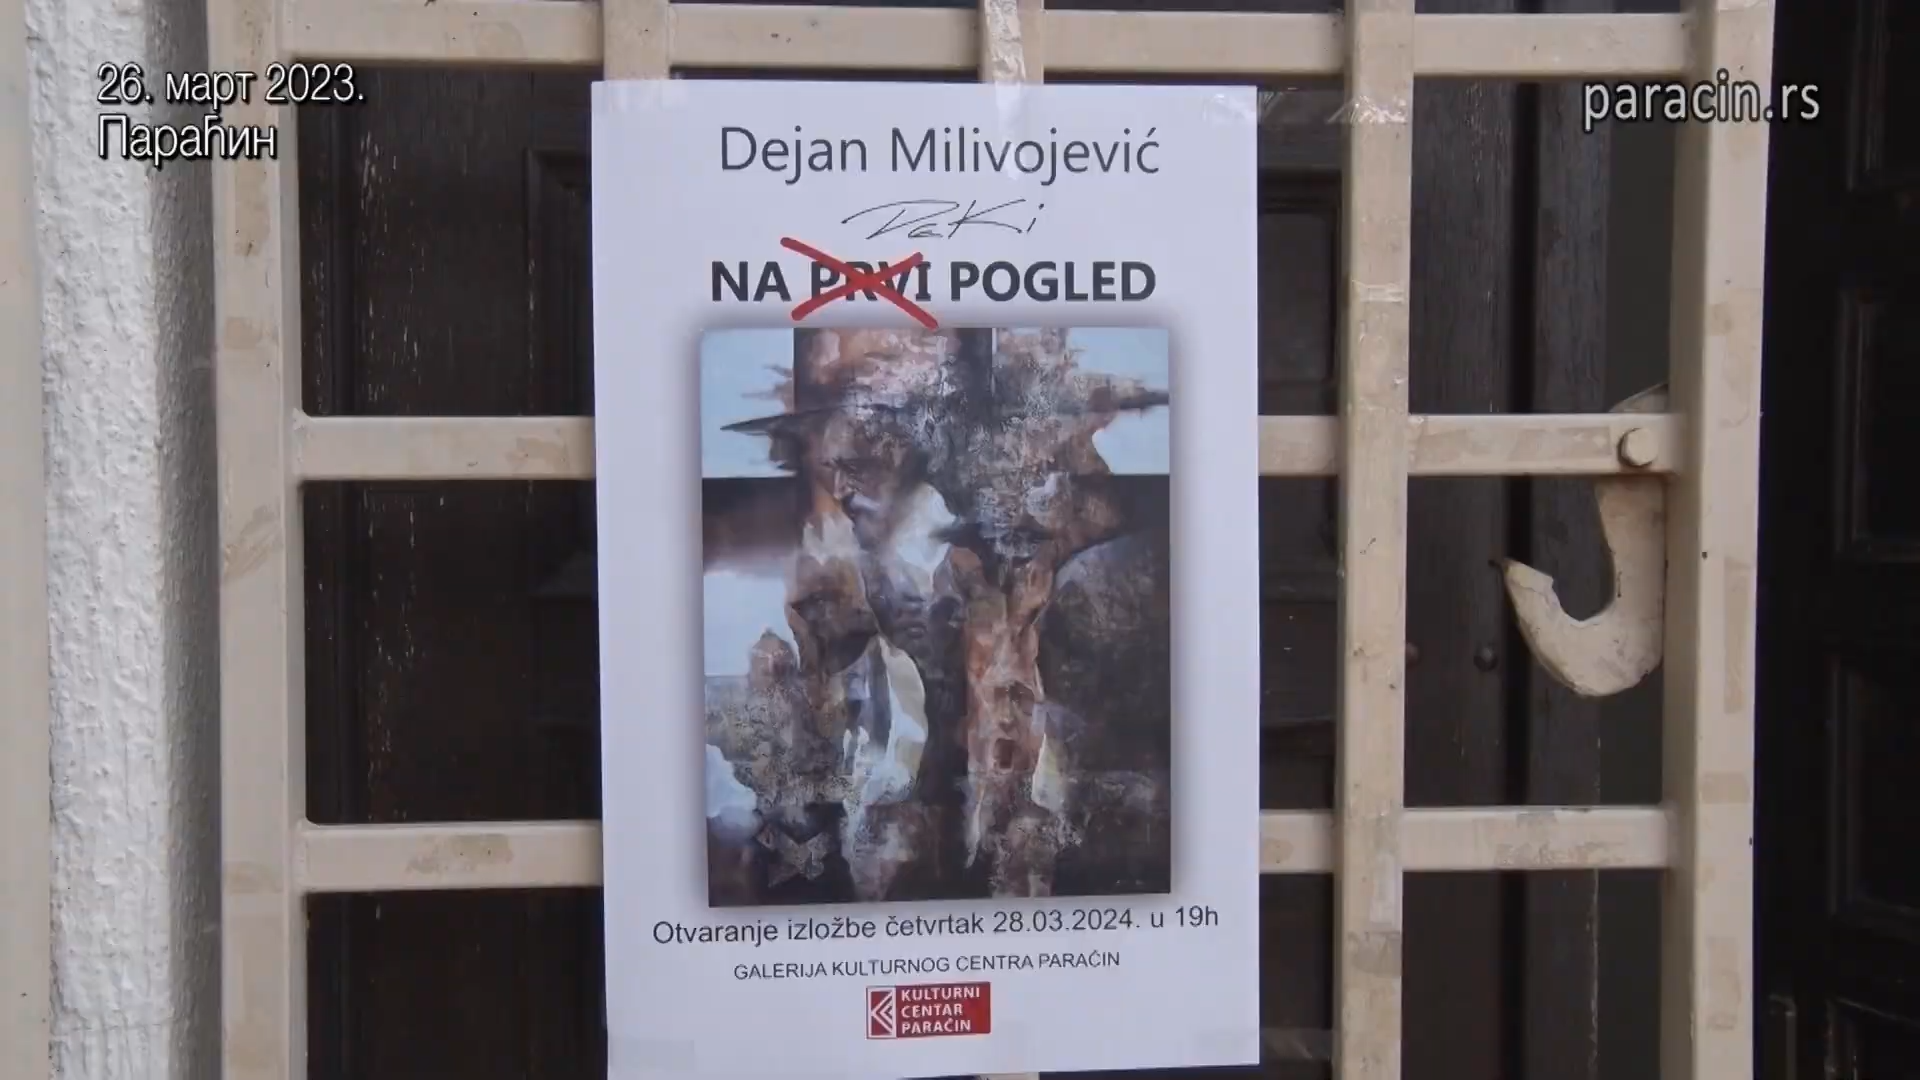 26. март 2023.
Параћин
paracin.rs
Dejan Milivojević
Deki
NA PRVI POGLED
Otvaranje izložbe četvrtak 28.03.2024. u 19h
GALERIJA KULTURNOG CENTRA PARAĆIN
KULTURNI
CENTAR
PARAĆIN